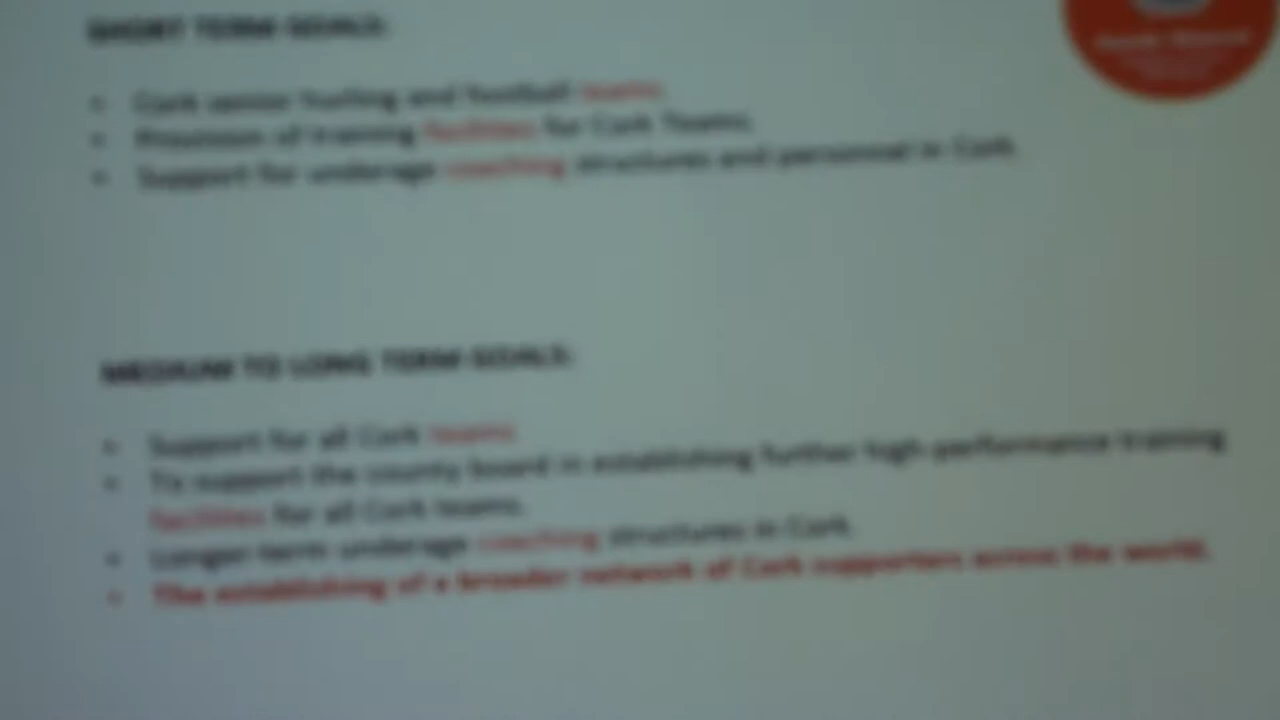 SHORT TERM GOALS:
• Cork senior hurling and football teams
• Provision of training facilities for Cork Teams.
• Support for underage coaching structures and personnel in Cork.
MEDIUM TO LONG TERM GOALS:
• Support for all Cork teams
• To support the county board in establishing further high-performance training
facilities for all Cork teams.
• Longer-term underage coaching structures in Cork.
• The establishing of a broader network of Cork supporters across the world.